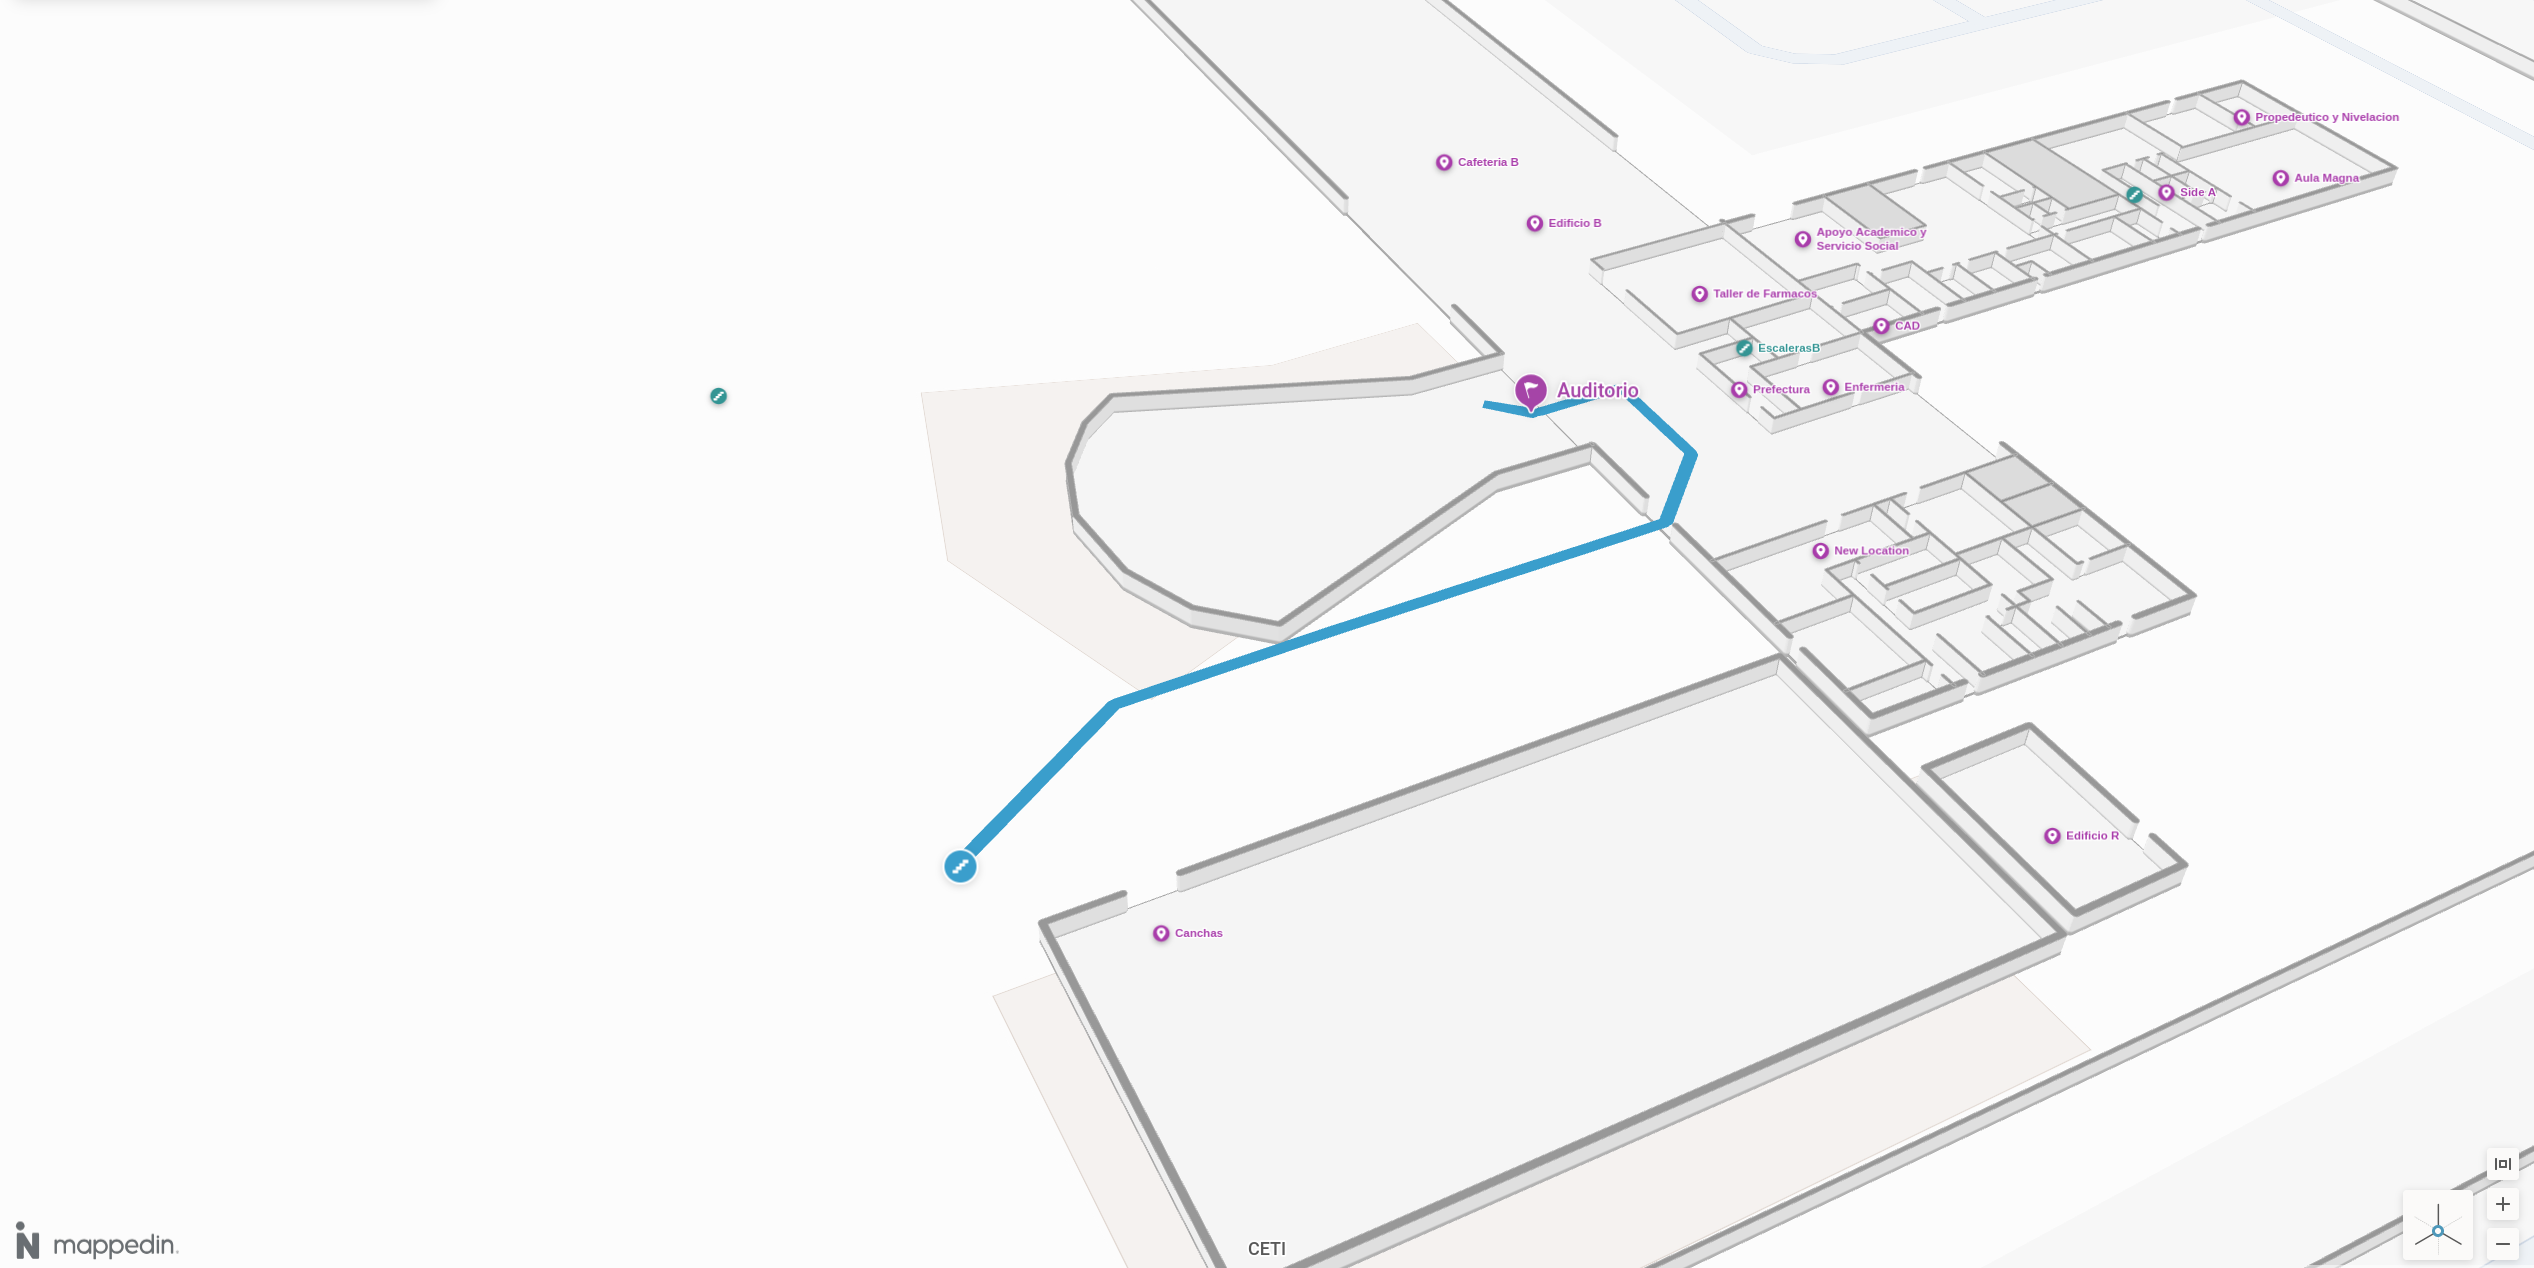 Propedeutico y Nivelacion
Cafeteria B
Aula Magna
Side A
Edificio B
Apoyo Academico y
Servicio Social
Taller de Farmacos
CAD
EscalerasB
Auditorio
Prefectura
Enfermeria
New Location
Edificio R
Canchas
mappedin.
CETI